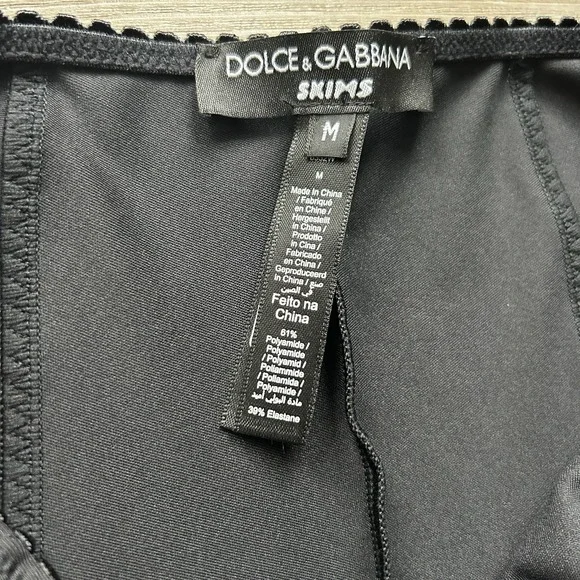 DOLCE & GABBANA
SKIMS
M
M
Made in China
/ Fabriqué
en Chine /
Hergestellt
in China /
Prodotto
in Cina /
Fabricado
en China /
Geproduceerd
in China / صنع
في الصين
Feito na
China
61%
Polyamide /
Polyamide
/ Polyamid /
Poliammide
/ Poliamida /
Polyamide /
مادة البولي أميد
39% Elastane